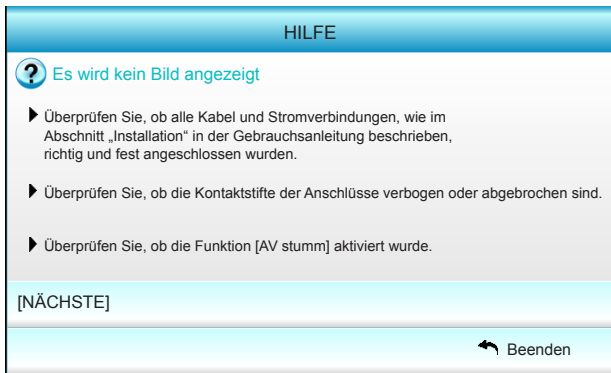 HILFE
? Es wird kein Bild angezeigt
Überprüfen Sie, ob alle Kabel und Stromverbindungen, wie im
Abschnitt „Installation“ in der Gebrauchsanleitung beschrieben,
richtig und fest angeschlossen wurden.
Überprüfen Sie, ob die Kontaktstifte der Anschlüsse verbogen oder abgebrochen sind.
Überprüfen Sie, ob die Funktion [AV stumm] aktiviert wurde.
[NÄCHSTE]
Beenden